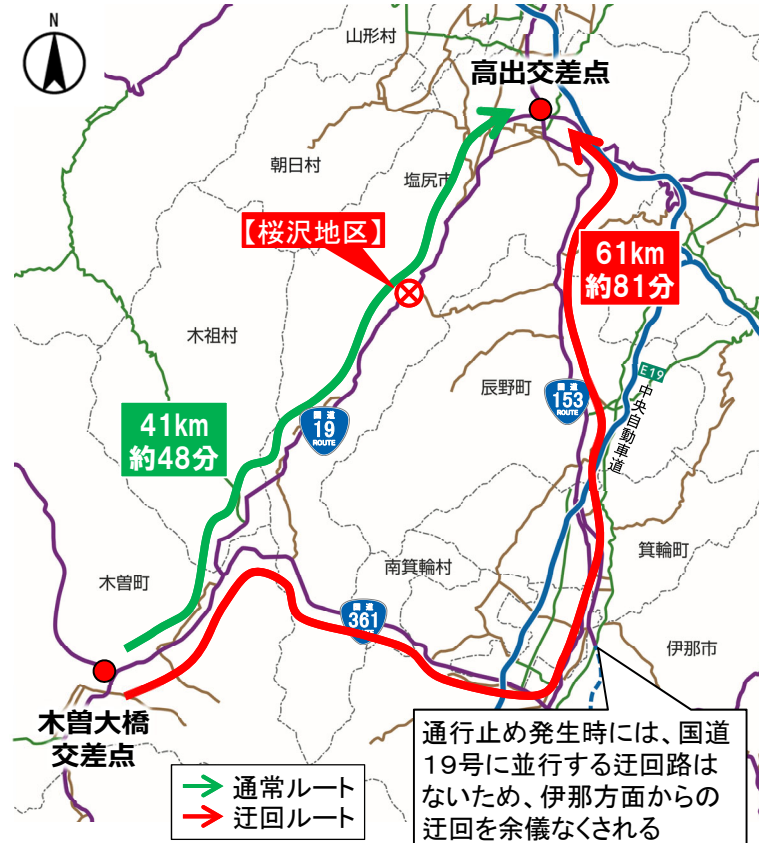 N
山形村
高出交差点
朝日村
塩尻市
【桜沢地区】
61km
約81分
木祖村
辰野町
E19
中央自動車道
国道
153
ROUTE
41km
約48分
国道
19
ROUTE
南箕輪村
箕輪町
木曽町
国道
361
ROUTE
伊那市
木曽大橋
交差点
通行止め発生時には、国道
19号に並行する迂回路は
ないため、伊那方面からの
迂回を余儀なくされる
通常ルート
迂回ルート